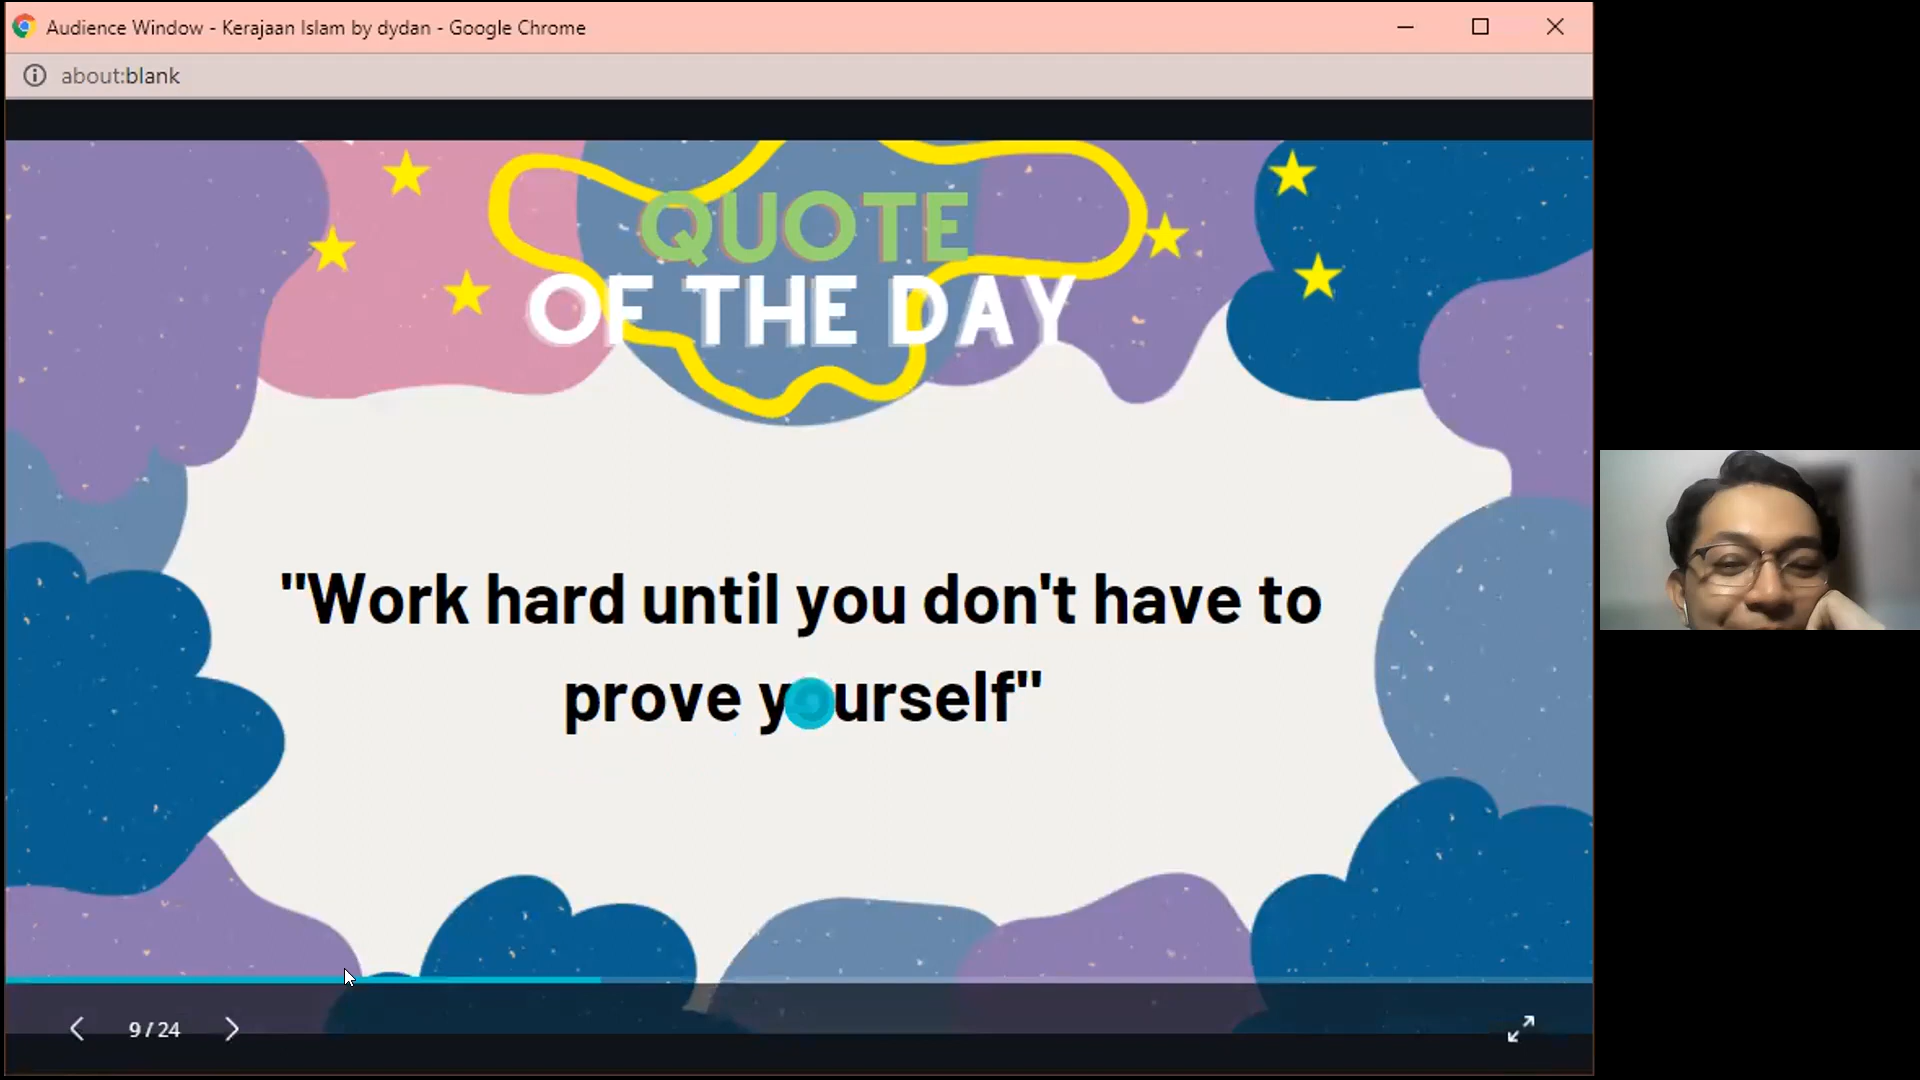 Audience Window - Kerajaan Islam by dydan - Google Chrome
about:blank
QUOTE
OF THE DAY
"Work hard until you don't have to
prove yourself"
9 / 24